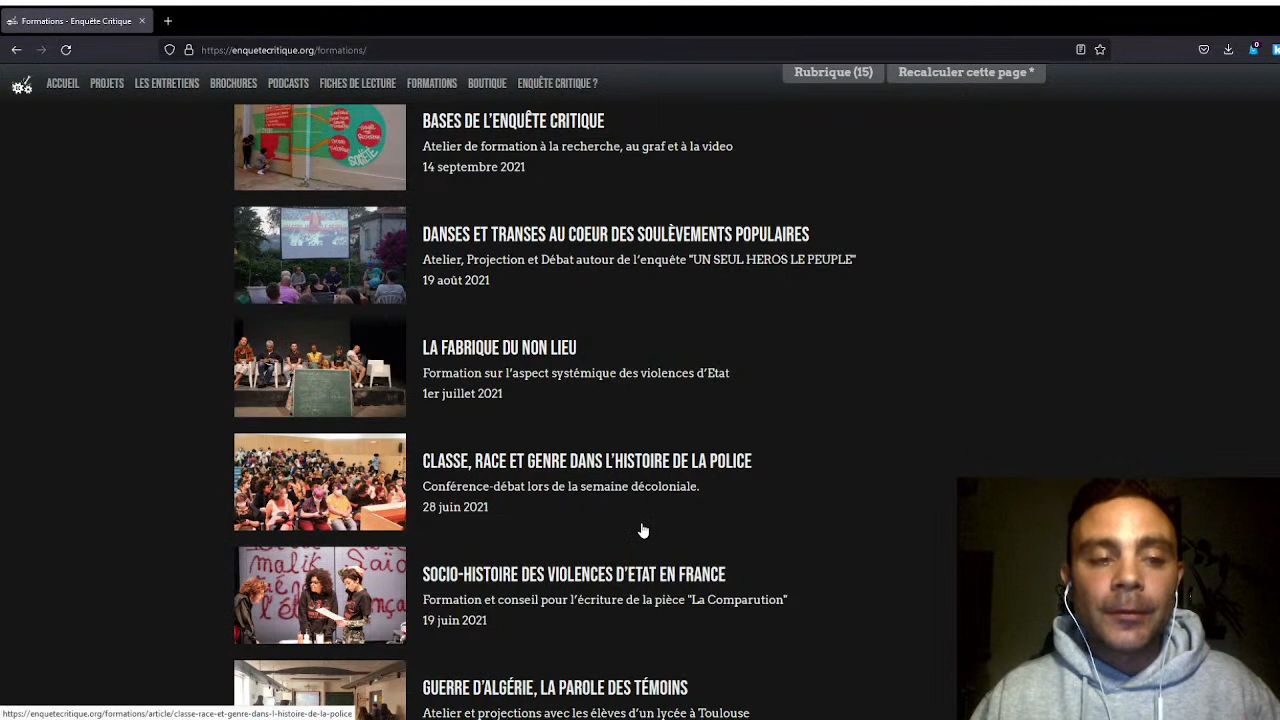 Formations - Enquête Critique
https://enquetecritique.org/formations/
ACCUEIL PROJETS LES ENTRETIENS BROCHURES PODCASTS FICHES DE LECTURE FORMATIONS BOUTIQUE ENQUÊTE CRITIQUE ?
Rubrique (15) Recalculer cette page *
BASES DE L'ENQUÊTE CRITIQUE
Atelier de formation à la recherche, au graf et à la video
14 septembre 2021
DANSES ET TRANSES AU COEUR DES SOULÈVEMENTS POPULAIRES
Atelier, Projection et Débat autour de l'enquête "UN SEUL HEROS LE PEUPLE"
19 août 2021
LA FABRIQUE DU NON LIEU
Formation sur l'aspect systémique des violences d'Etat
1er juillet 2021
CLASSE, RACE ET GENRE DANS L'HISTOIRE DE LA POLICE
Conférence-débat lors de la semaine décoloniale.
28 juin 2021
SOCIO-HISTOIRE DES VIOLENCES D'ETAT EN FRANCE
Formation et conseil pour l'écriture de la pièce "La Comparution"
19 juin 2021
GUERRE D'ALGÉRIE, LA PAROLE DES TÉMOINS
Atelier et projections avec les élèves d'un lycée à Toulouse
https://enquetecritique.org/formations/article/classe-race-et-genre-dans-l-histoire-de-la-police